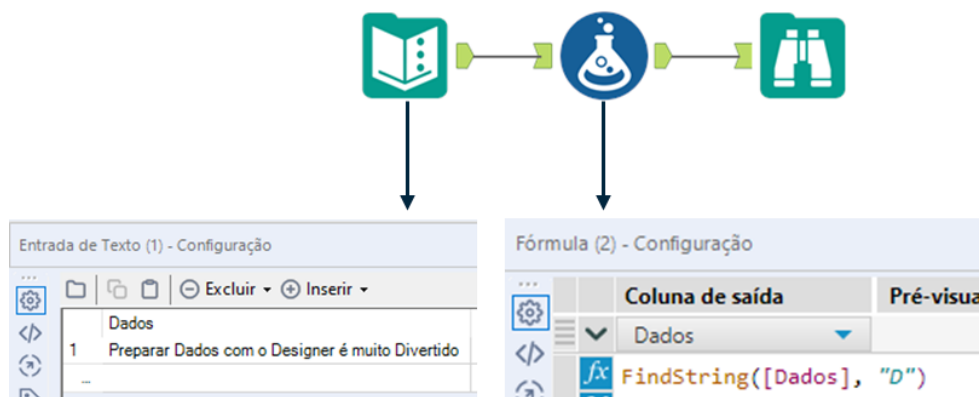 Entrada de Texto (1) - Configuração
Excluir Inserir
Dados
1 Preparar Dados com o Designer é muito Divertido
...
Fórmula (2) - Configuração
Coluna de saída Pré-visua
Dados
fx FindString([Dados], "D")